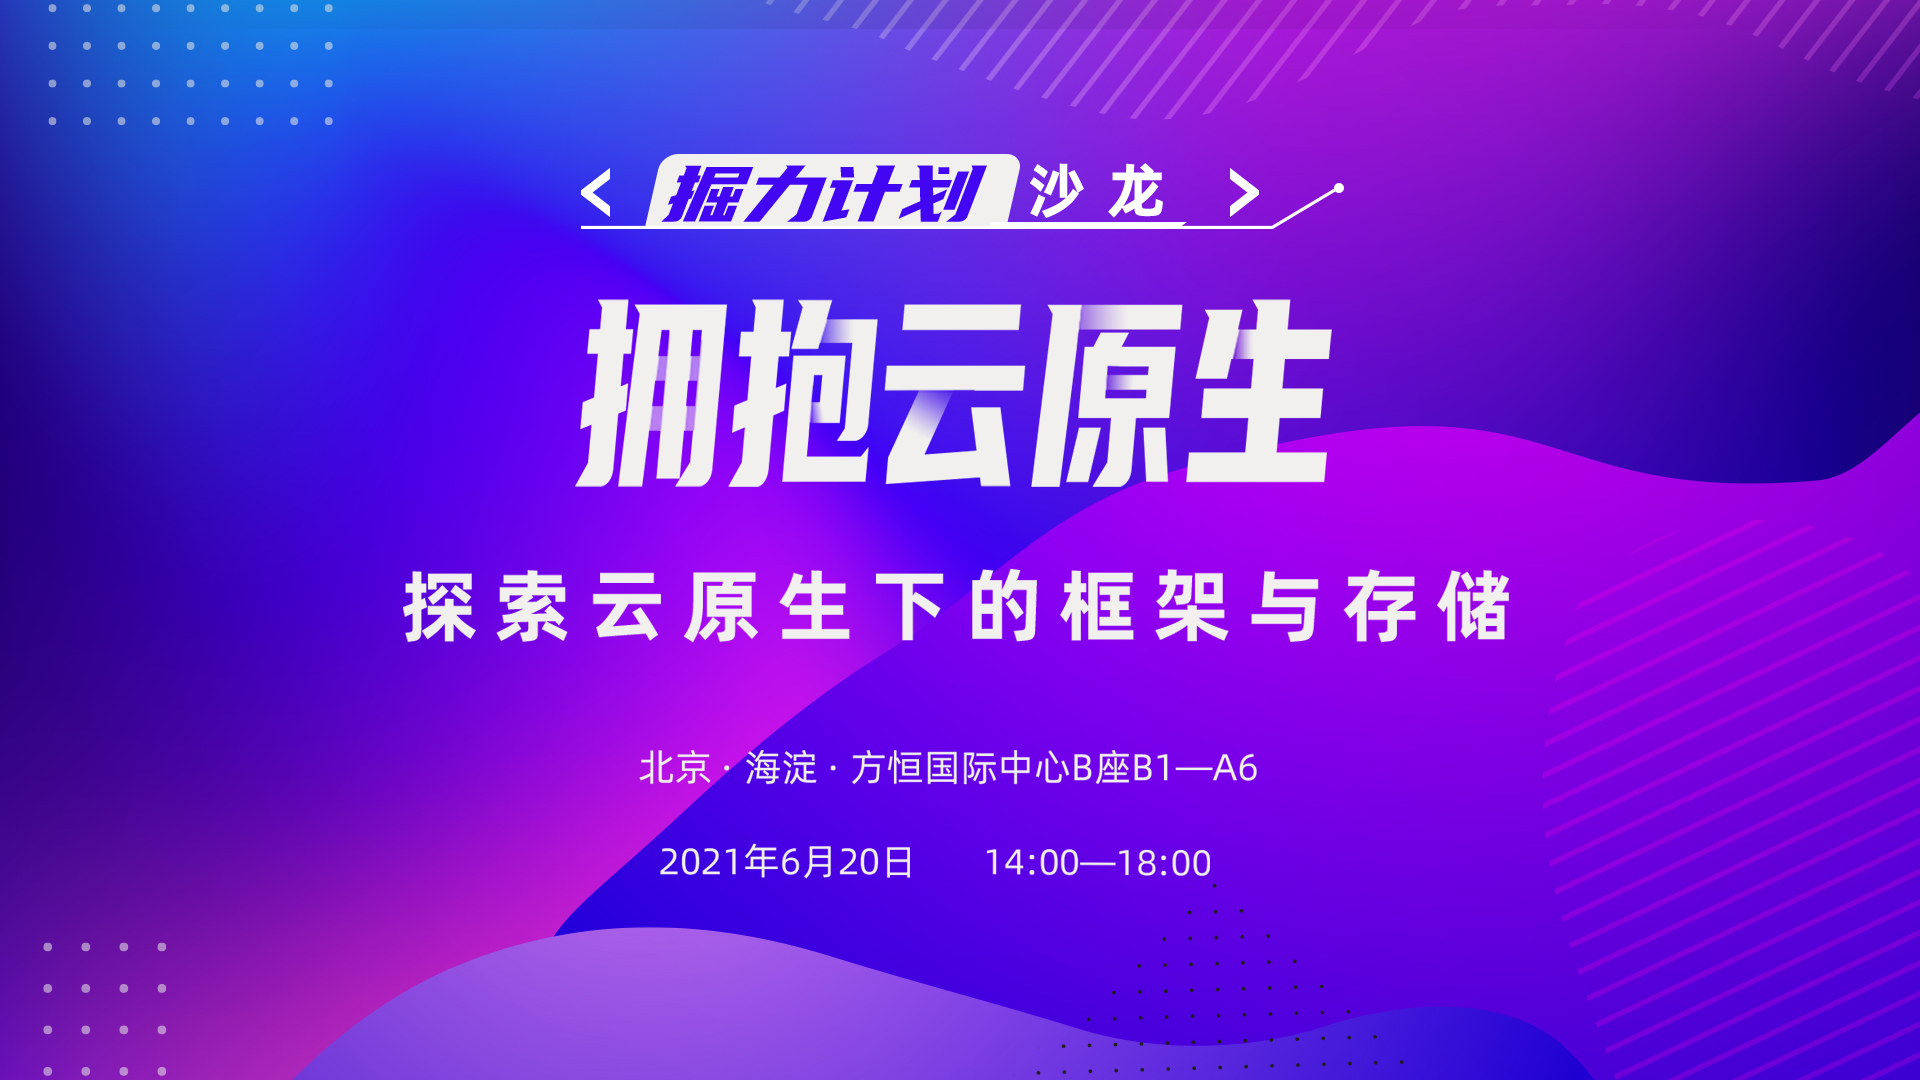 掘力计划 沙龙
拥抱云原生
探索云原生下的框架与存储
北京 · 海淀 · 方恒国际中心B座B1—A6
2021年6月20日 14:00—18:00